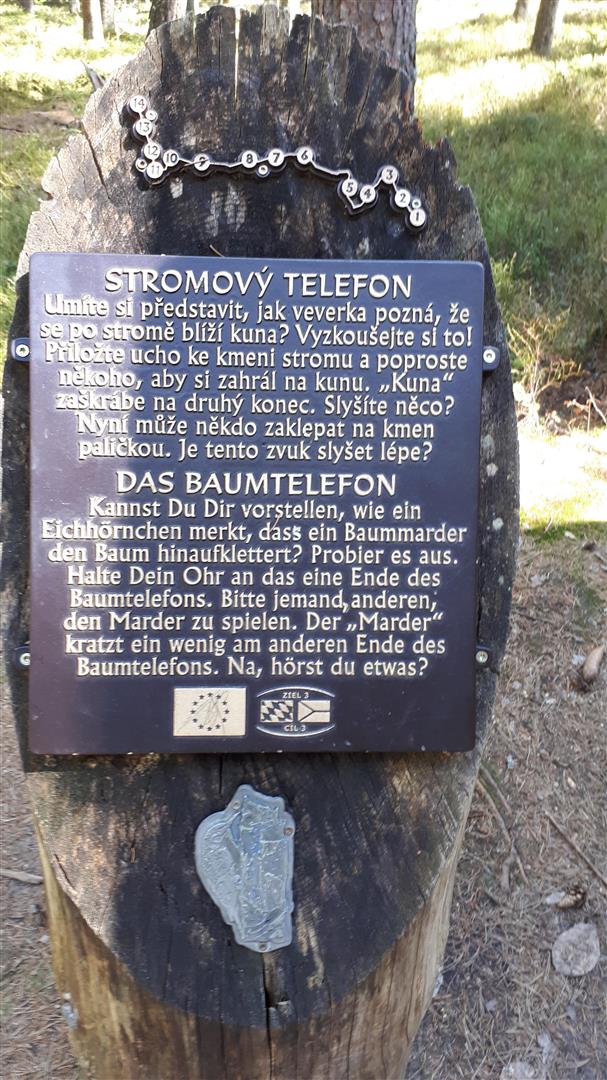 14
13
12
11 10 9 8 7 6 5 4 3 2 1
STROMOVÝ TELEFON
Umíte si představit, jak veverka pozná, že
se po stromě blíží kuna? Vyzkoušejte si to!
Přiložte ucho ke kmeni stromu a poproste
někoho, aby si zahrál na kunu. „Kuna“
zaškrábe na druhý konec. Slyšíte něco?
Nyní může někdo zaklepat na kmen
paličkou. Je tento zvuk slyšet lépe?
DAS BAUMTELEFON
Kannst Du Dir vorstellen, wie ein
Eichhörnchen merkt, dass ein Baummarder
den Baum hinaufklettert? Probier es aus.
Halte Dein Ohr an das eine Ende des
Baumtelefons. Bitte jemand anderen,
den Marder zu spielen. Der „Marder“
kratzt ein wenig am anderen Ende des
Baumtelefons. Na, hörst du etwas?
ZIEL 3
CÍL 3